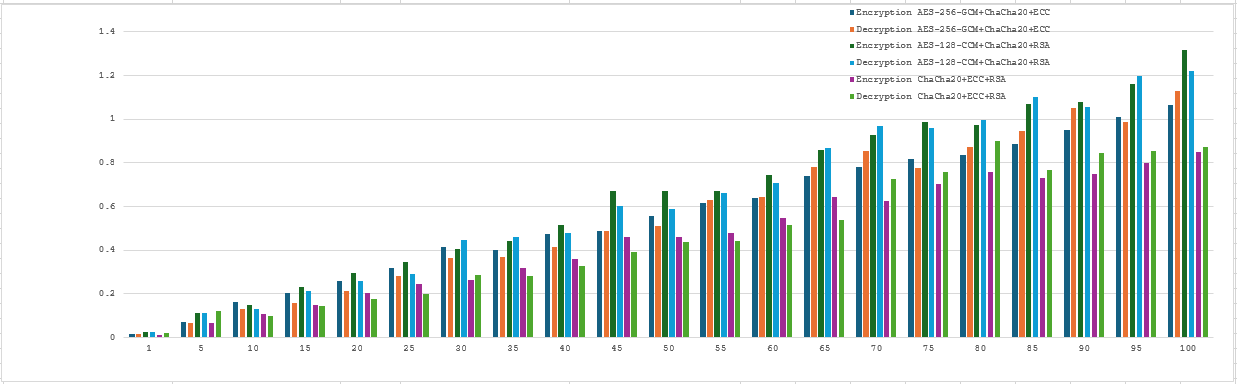 Encryption AES-256-GCM+ChaCha20+ECC
Decryption AES-256-GCM+ChaCha20+ECC
Encryption AES-128-CCM+ChaCha20+RSA
Decryption AES-128-CCM+ChaCha20+RSA
Encryption ChaCha20+ECC+RSA
Decryption ChaCha20+ECC+RSA
1.4
1.2
1
0.8
0.6
0.4
0.2
0
1 5 10 15 20 25 30 35 40 45 50 55 60 65 70 75 80 85 90 95 100